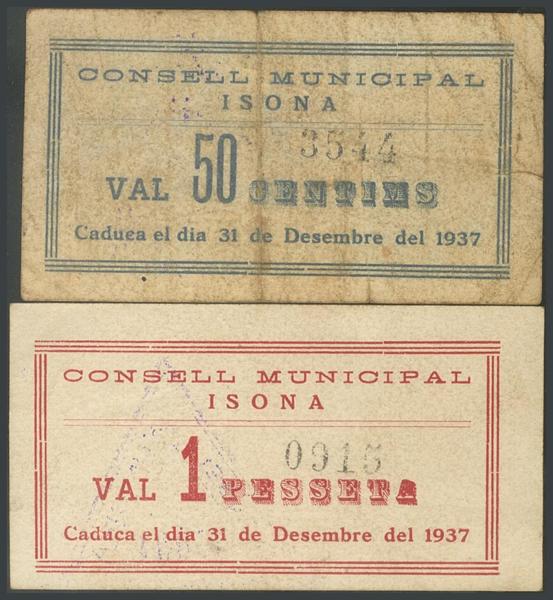 CONSELL MUNICIPAL
ISONA
3544
VAL 50 CENTIMS
Caduca el dia 31 de Desembre del 1937
CONSELL MUNICIPAL
ISONA
0915
VAL 1 PESSETA
Caduca el dia 31 de Desembre del 1937